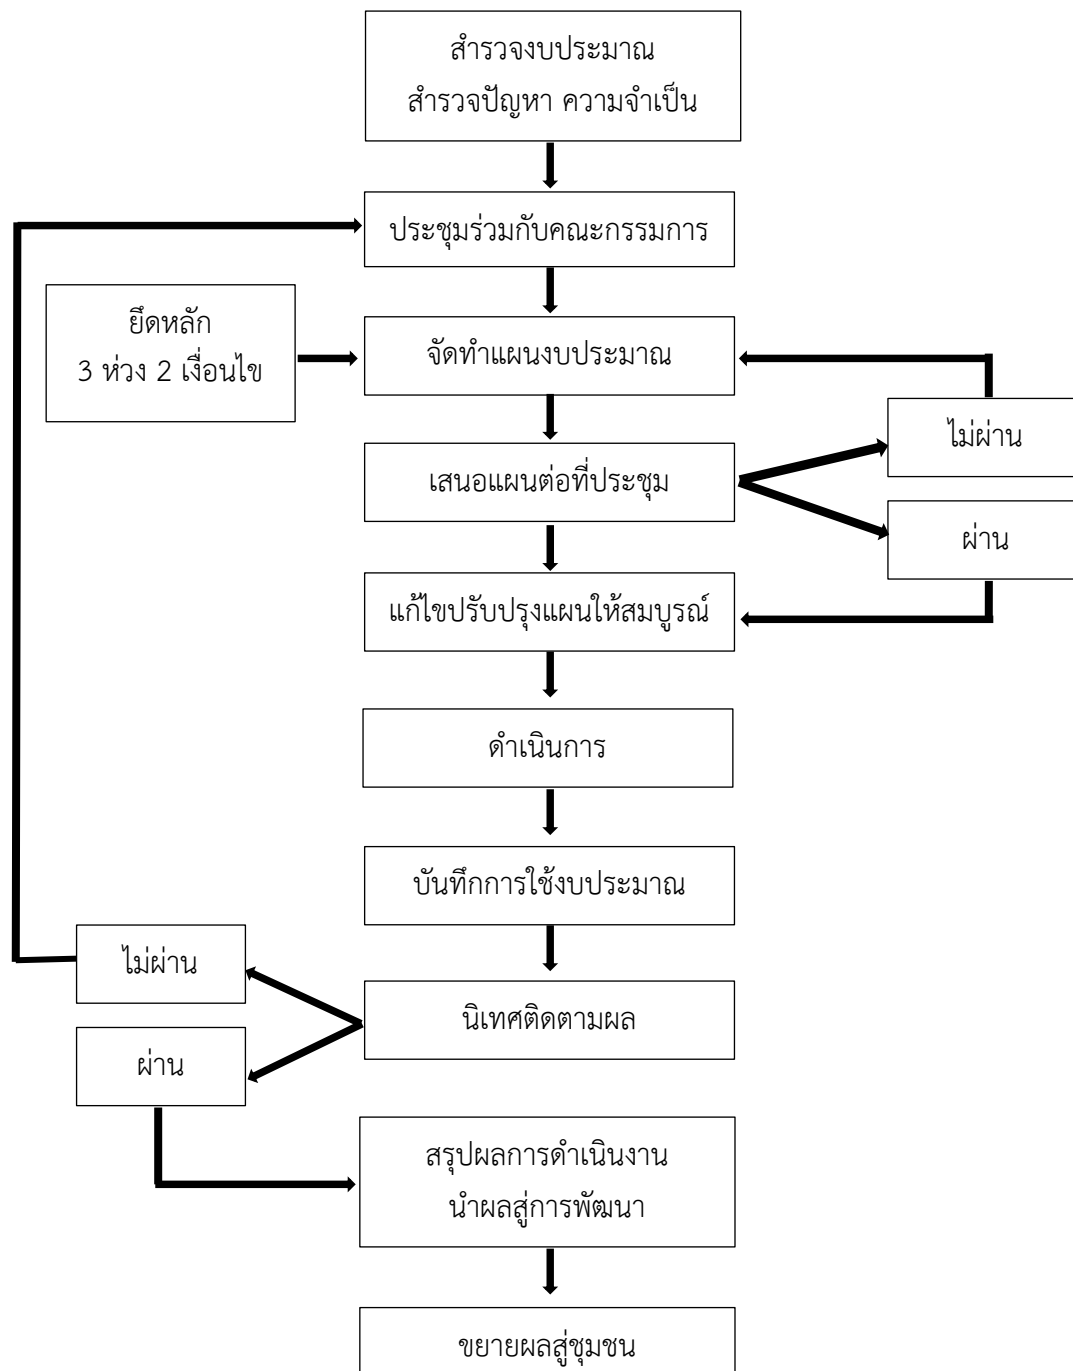 สำรวจงบประมาณ
สำรวจปัญหา ความจำเป็น
ประชุมร่วมกับคณะกรรมการ
ยึดหลัก
3 ห่วง 2 เงื่อนไข
จัดทำแผนงบประมาณ
ไม่ผ่าน
เสนอแผนต่อที่ประชุม
ผ่าน
แก้ไขปรับปรุงแผนให้สมบูรณ์
ดำเนินการ
บันทึกการใช้งบประมาณ
ไม่ผ่าน
นิเทศติดตามผล
ผ่าน
สรุปผลการดำเนินงาน
นำผลสู่การพัฒนา
ขยายผลสู่ชุมชน